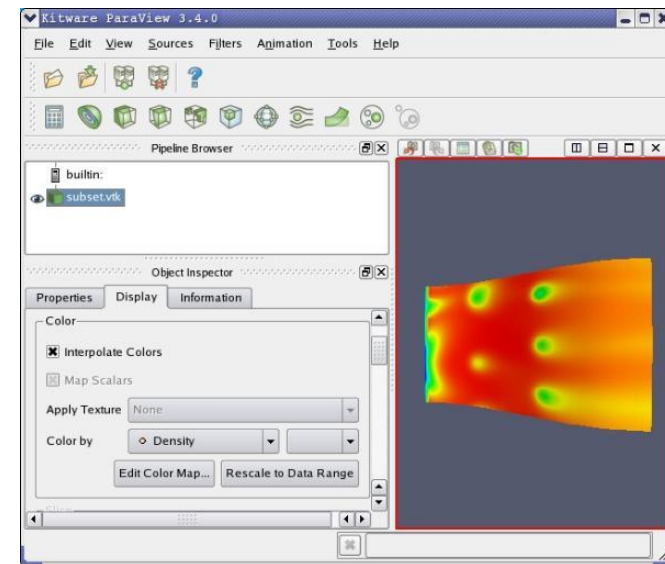 Kitware ParaView 3.4.0
File Edit View Sources Filters Animation Tools Help
Pipeline Browser
builtin:
subset.vtk
Object Inspector
Properties Display Information
Color
Interpolate Colors
Map Scalars
Apply Texture None
Color by Density
Edit Color Map... Rescale to Data Range